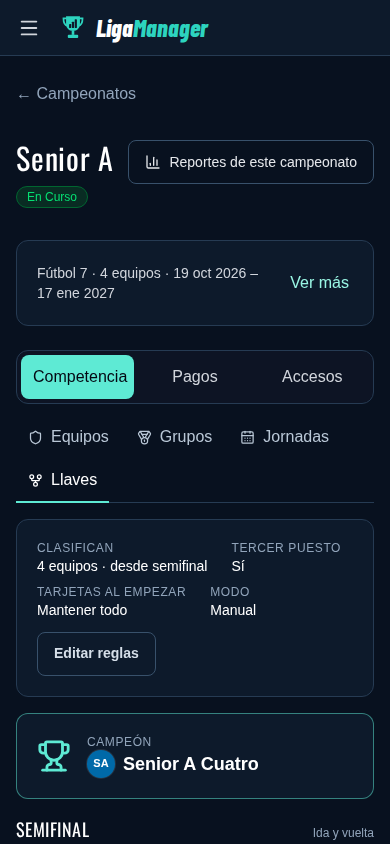 LigaManager
← Campeonatos
Senior A
Reportes de este campeonato
En Curso
Fútbol 7 · 4 equipos · 19 oct 2026 –
17 ene 2027
Ver más
Competencia
Pagos
Accesos
Equipos
Grupos
Jornadas
Llaves
CLASIFICAN
4 equipos · desde semifinal
TERCER PUESTO
Sí
TARJETAS AL EMPEZAR
Mantener todo
MODO
Manual
Editar reglas
CAMPEÓN
SA Senior A Cuatro
SEMIFINAL
Ida y vuelta